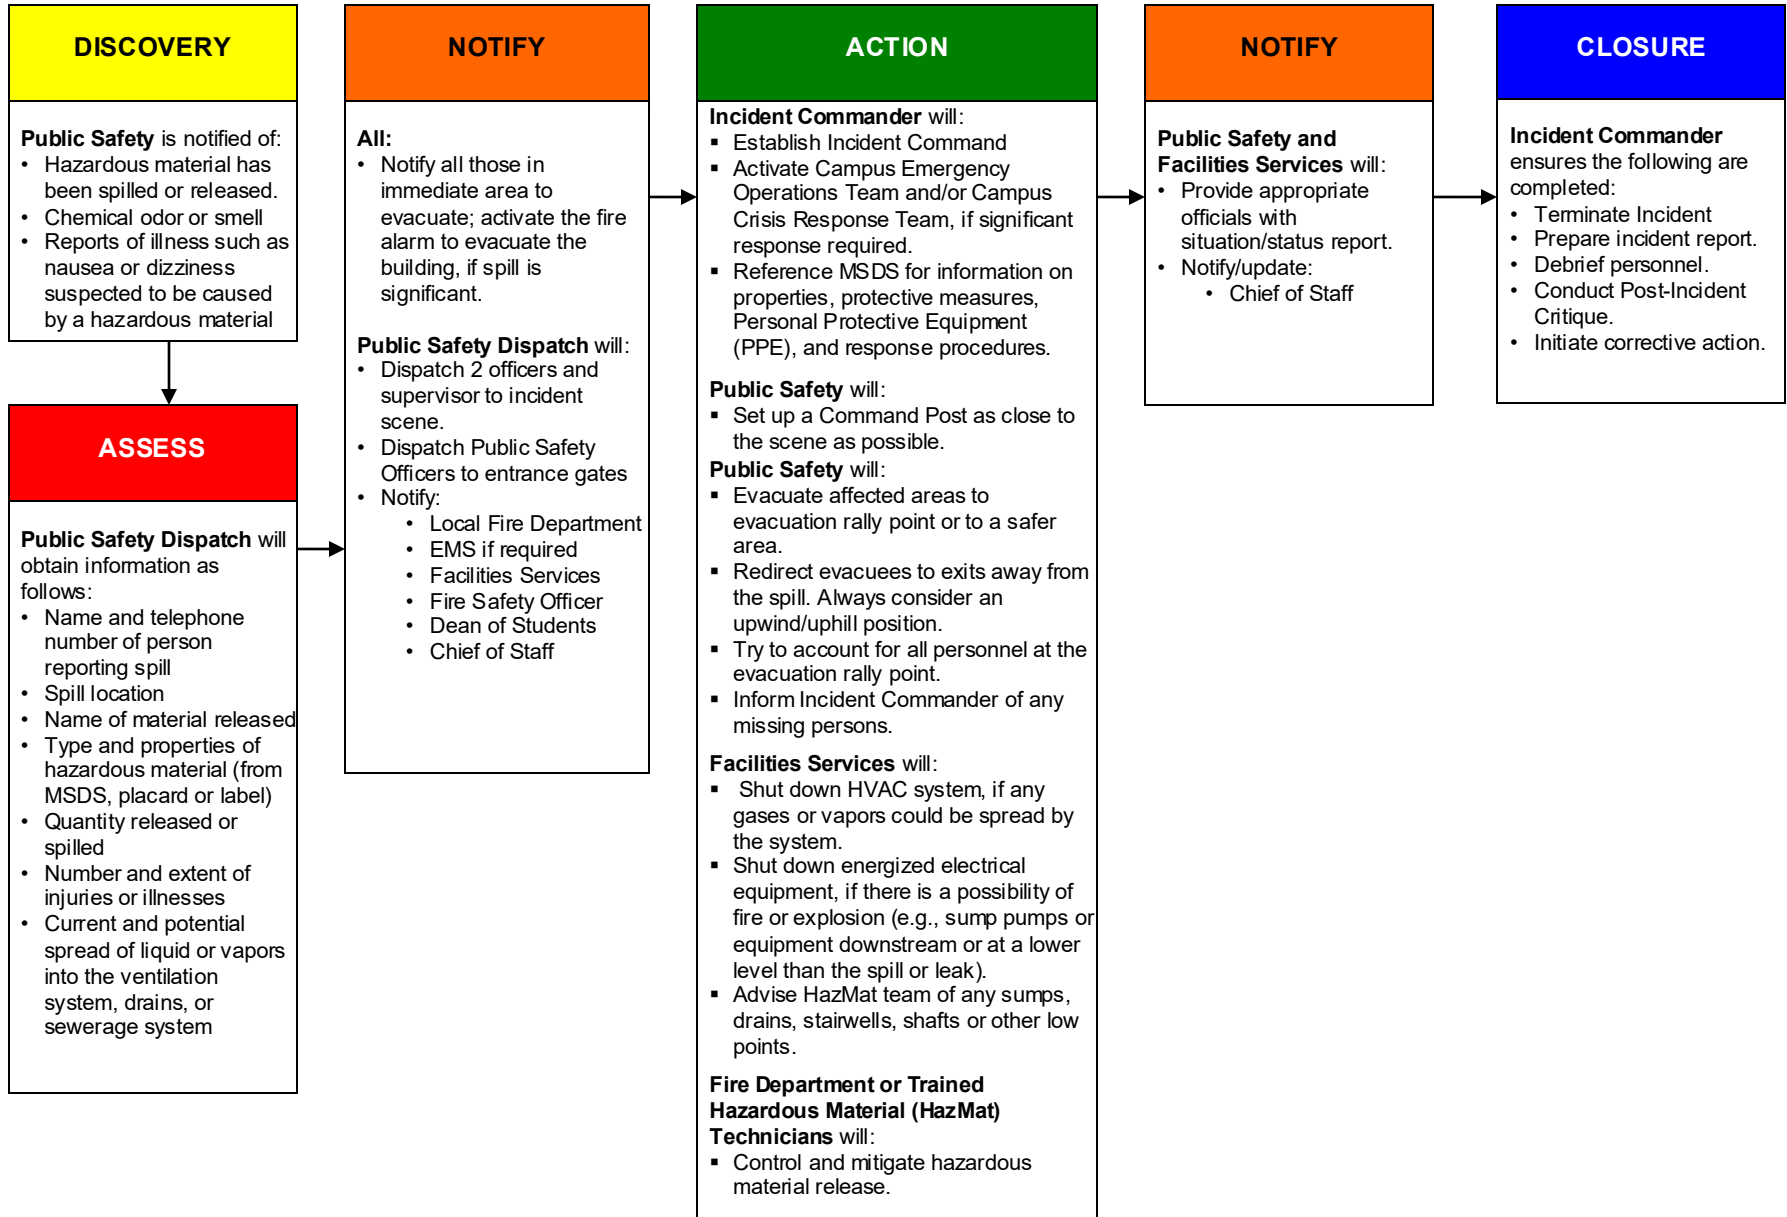 DISCOVERY
Public Safety is notified of:
• Hazardous material has
been spilled or released.
• Chemical odor or smell
• Reports of illness such as
nausea or dizziness
suspected to be caused
by a hazardous material
ASSESS
Public Safety Dispatch will
obtain information as
follows:
• Name and telephone
number of person
reporting spill
• Spill location
• Name of material released
• Type and properties of
hazardous material (from
MSDS, placard or label)
• Quantity released or
spilled
• Number and extent of
injuries or illnesses
• Current and potential
spread of liquid or vapors
into the ventilation
system, drains, or
sewerage system
NOTIFY
All:
• Notify all those in
immediate area to
evacuate; activate the fire
alarm to evacuate the
building, if spill is
significant.
Public Safety Dispatch will:
• Dispatch 2 officers and
supervisor to incident
scene.
• Dispatch Public Safety
Officers to entrance gates
• Notify:
• Local Fire Department
• EMS if required
• Facilities Services
• Fire Safety Officer
• Dean of Students
• Chief of Staff
ACTION
Incident Commander will:
▪ Establish Incident Command
▪ Activate Campus Emergency
Operations Team and/or Campus
Crisis Response Team, if significant
response required.
▪ Reference MSDS for information on
properties, protective measures,
Personal Protective Equipment
(PPE), and response procedures.
Public Safety will:
▪ Set up a Command Post as close to
the scene as possible.
Public Safety will:
▪ Evacuate affected areas to
evacuation rally point or to a safer
area.
▪ Redirect evacuees to exits away from
the spill. Always consider an
upwind/uphill position.
▪ Try to account for all personnel at the
evacuation rally point.
▪ Inform Incident Commander of any
missing persons.
Facilities Services will:
▪ Shut down HVAC system, if any
gases or vapors could be spread by
the system.
▪ Shut down energized electrical
equipment, if there is a possibility of
fire or explosion (e.g., sump pumps or
equipment downstream or at a lower
level than the spill or leak).
▪ Advise HazMat team of any sumps,
drains, stairwells, shafts or other low
points.
Fire Department or Trained
Hazardous Material (HazMat)
Technicians will:
▪ Control and mitigate hazardous
material release.
NOTIFY
Public Safety and
Facilities Services will:
• Provide appropriate
officials with
situation/status report.
• Notify/update:
• Chief of Staff
CLOSURE
Incident Commander
ensures the following are
completed:
• Terminate Incident
• Prepare incident report.
• Debrief personnel.
• Conduct Post-Incident
Critique.
• Initiate corrective action.